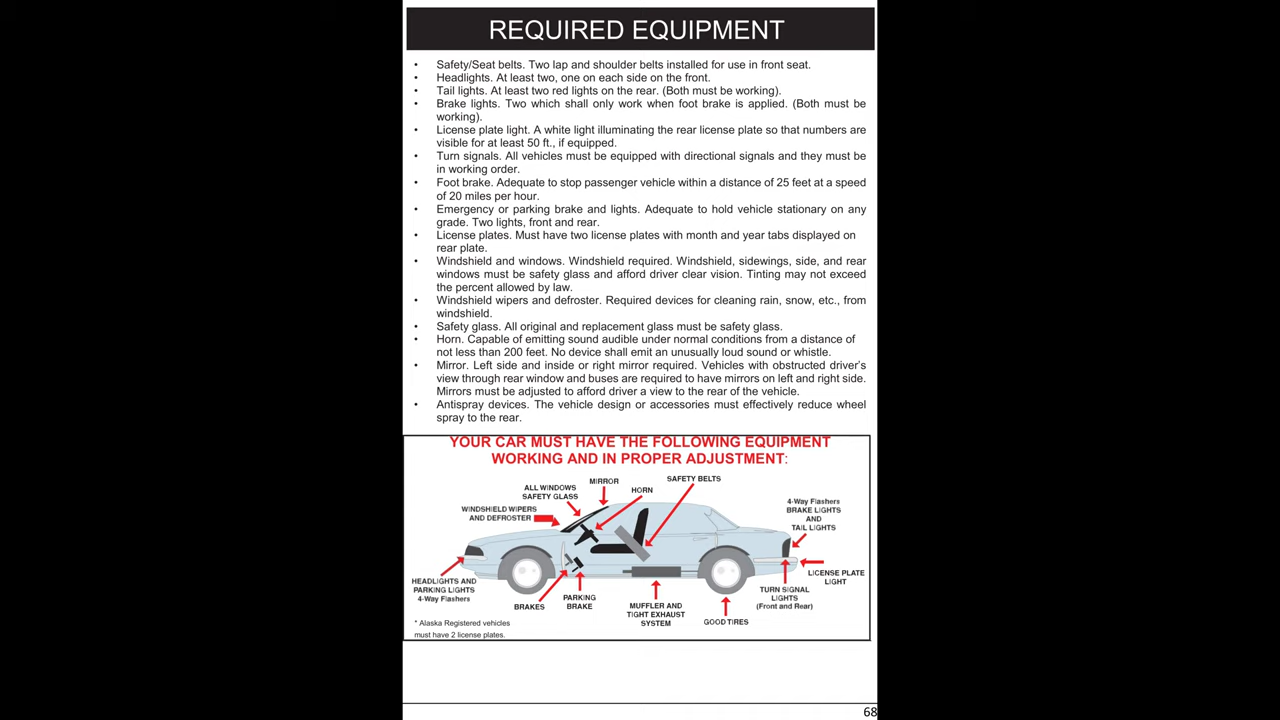 REQUIRED EQUIPMENT
• Safety/Seat belts. Two lap and shoulder belts installed for use in front seat.
• Headlights. At least two, one on each side on the front.
• Tail lights. At least two red lights on the rear. (Both must be working).
• Brake lights. Two which shall only work when foot brake is applied. (Both must be
working).
• License plate light. A white light illuminating the rear license plate so that numbers are
visible for at least 50 ft., if equipped.
• Turn signals. All vehicles must be equipped with directional signals and they must be
in working order.
• Foot brake. Adequate to stop passenger vehicle within a distance of 25 feet at a speed
of 20 miles per hour.
• Emergency or parking brake and lights. Adequate to hold vehicle stationary on any
grade. Two lights, front and rear.
• License plates. Must have two license plates with month and year tabs displayed on
rear plate.
• Windshield and windows. Windshield required. Windshield, sidewings, side, and rear
windows must be safety glass and afford driver clear vision. Tinting may not exceed
the percent allowed by law.
• Windshield wipers and defroster. Required devices for cleaning rain, snow, etc., from
windshield.
• Safety glass. All original and replacement glass must be safety glass.
• Horn. Capable of emitting sound audible under normal conditions from a distance of
not less than 200 feet. No device shall emit an unusually loud sound or whistle.
• Mirror. Left side and inside or right mirror required. Vehicles with obstructed driver's
view through rear window and buses are required to have mirrors on left and right side.
Mirrors must be adjusted to afford driver a view to the rear of the vehicle.
• Antispray devices. The vehicle design or accessories must effectively reduce wheel
spray to the rear.
YOUR CAR MUST HAVE THE FOLLOWING EQUIPMENT
WORKING AND IN PROPER ADJUSTMENT:
WINDSHIELD WIPERS
AND DEFROSTER
ALL WINDOWS
SAFETY GLASS
MIRROR
HORN
SAFETY BELTS
4-Way Flashers
BRAKE LIGHTS
AND
TAIL LIGHTS
HEADLIGHTS AND
PARKING LIGHTS
4-Way Flashers
BRAKES
PARKING
BRAKE
MUFFLER AND
TIGHT EXHAUST
SYSTEM
GOOD TIRES
TURN SIGNAL
LIGHTS
(Front and Rear)
LICENSE PLATE
LIGHT
* Alaska Registered vehicles
must have 2 license plates.
68